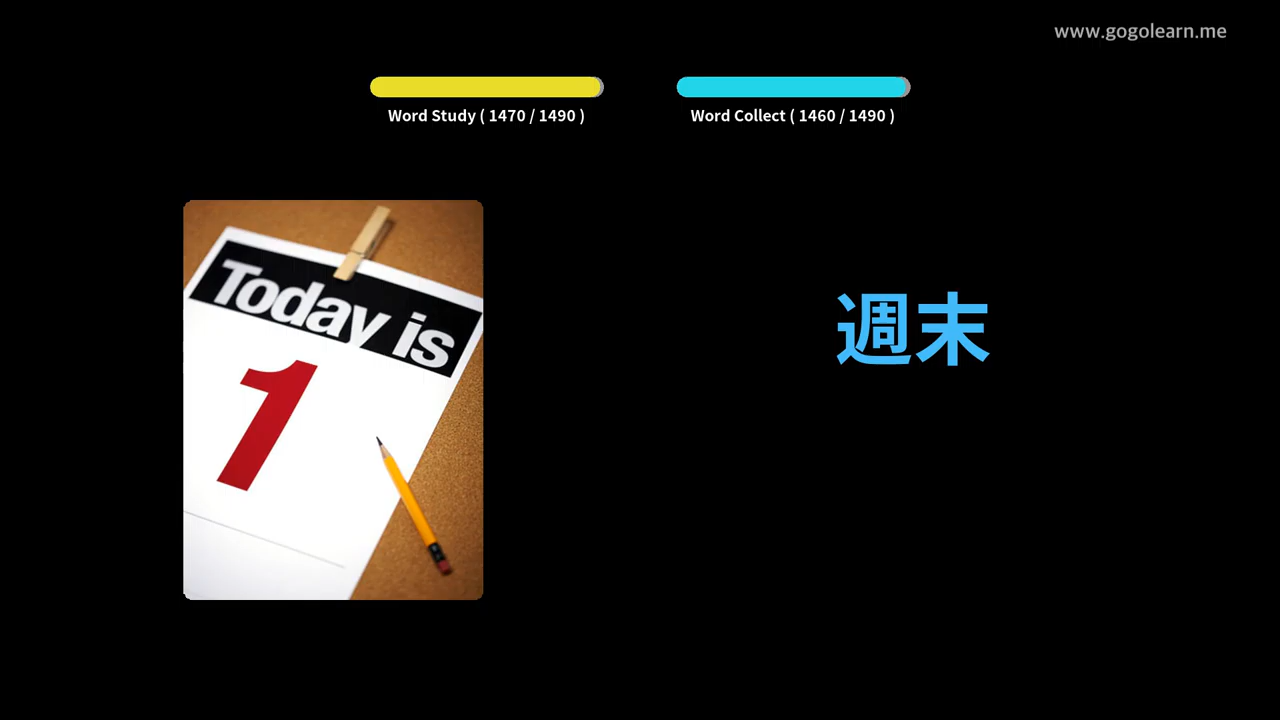 www.gogolearn.me
Word Study ( 1470 / 1490 )
Word Collect ( 1460 / 1490 )
Today is
1
週末